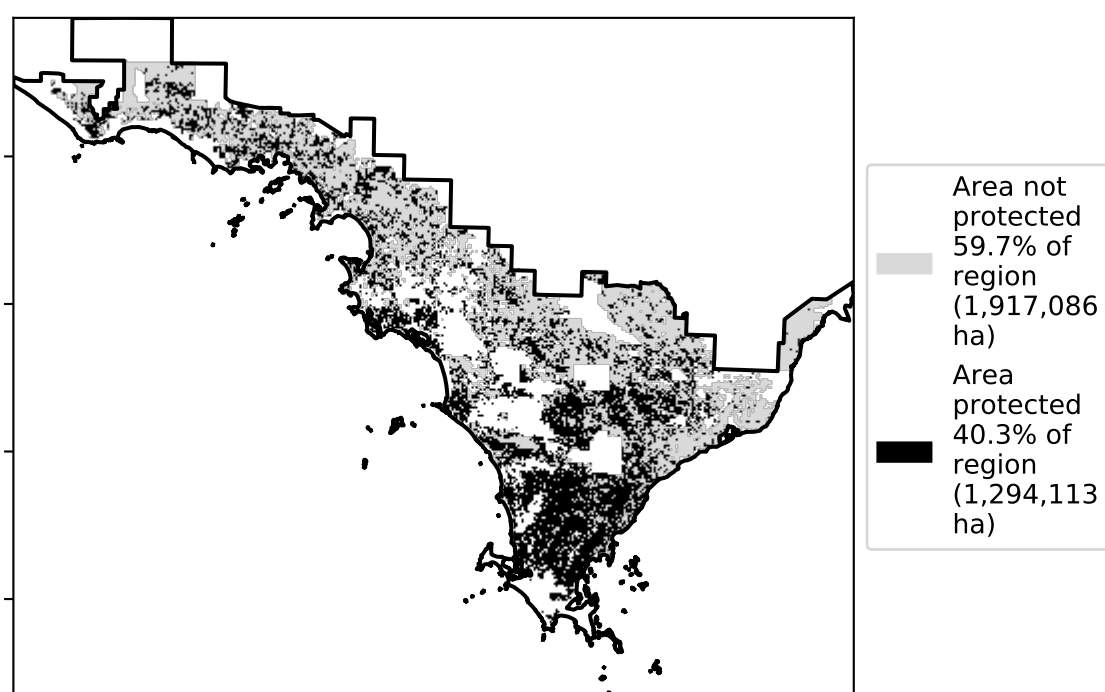 Area not
protected
59.7% of
region
(1,917,086
ha)
Area
protected
40.3% of
region
(1,294,113
ha)